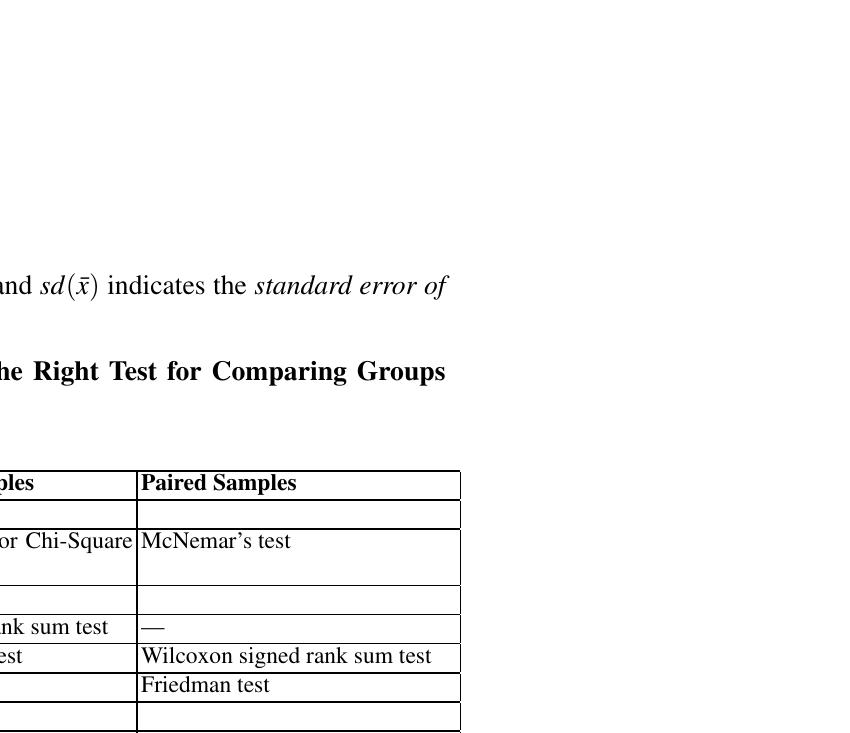 and sd(x̄) indicates the standard error of
he Right Test for Comparing Groups
ples Paired Samples
or Chi-Square McNemar’s test
nk sum test —
est Wilcoxon signed rank sum test
Friedman test